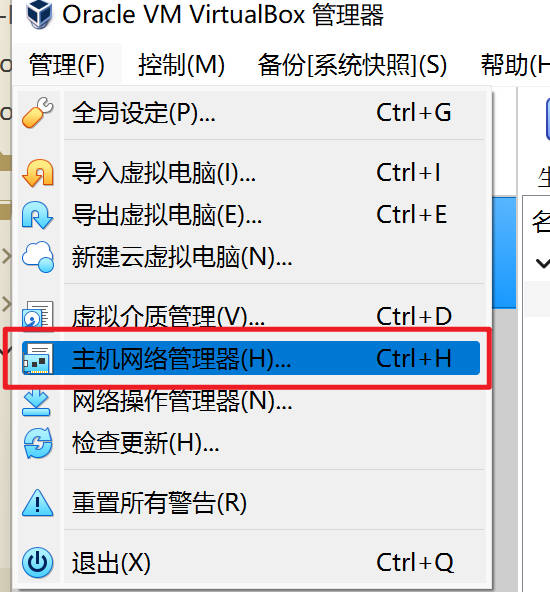 Oracle VM VirtualBox 管理器
管理(F) 控制(M) 备份[系统快照](S) 帮助(H
全局设定(P)... Ctrl+G
导入虚拟电脑(I)... Ctrl+I
导出虚拟电脑(E)... Ctrl+E
新建云虚拟电脑(N)...
虚拟介质管理(V)... Ctrl+D
主机网络管理器(H)... Ctrl+H
网络操作管理器(N)...
检查更新(H)...
重置所有警告(R)
退出(X) Ctrl+Q